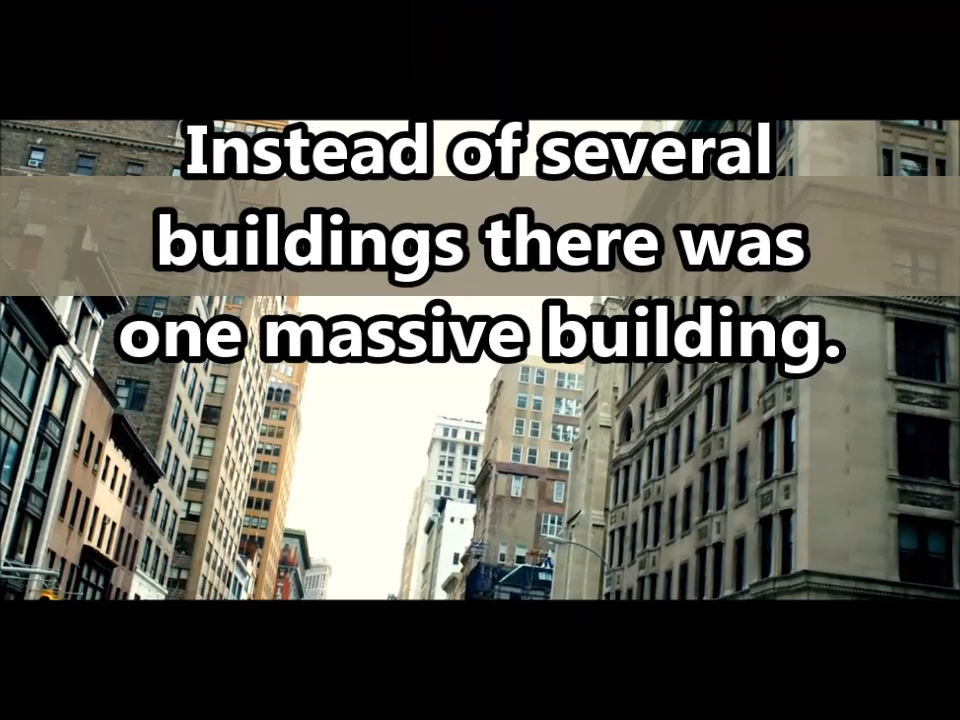 Instead of several
buildings there was
one massive building.